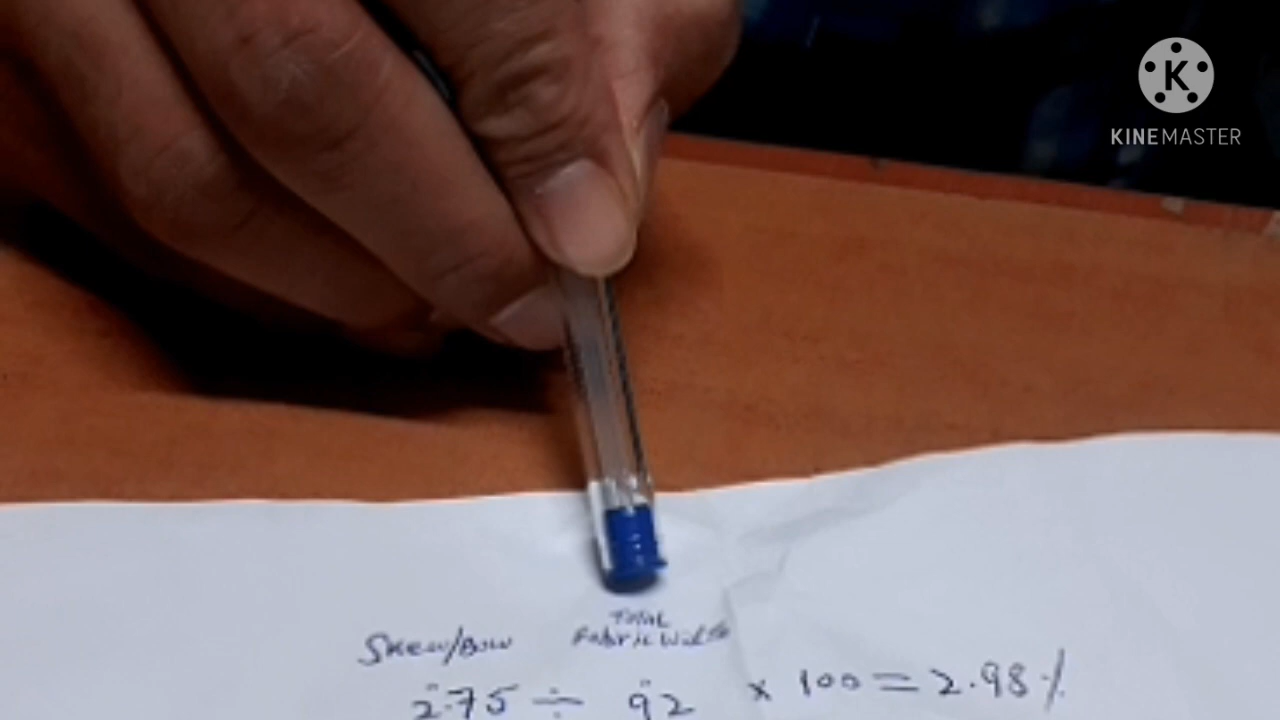 K
KINEMASTER
Total
Skew/Bow Fabric Width
2.75 ÷ 92 x 100 = 2.98%